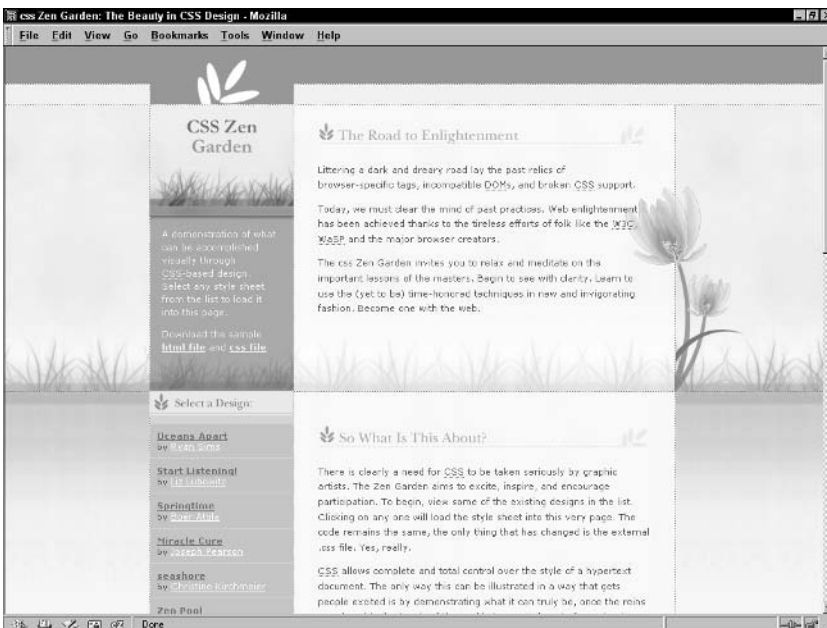 css Zen Garden: The Beauty in CSS Design - Mozilla
File Edit View Go Bookmarks Tools Window Help
CSS Zen
Garden
A demonstration of what
can be accomplished
visually through
CSS-based design.
Select any style sheet
from the list to load it
into this page.
Download the sample
html file and css file
Select a Design:
Oceans Apart
by Ryan Sims
Start Listening!
by Liz Lubowitz
Springtime
by Boér Attila
Miracle Cure
by Joseph Pearson
seashore
by Christine Kirchmeier
Zen Pool
The Road to Enlightenment
Littering a dark and dreary road lay the past relics of
browser-specific tags, incompatible DOMs, and broken CSS support.
Today, we must clear the mind of past practices. Web enlightenment
has been achieved thanks to the tireless efforts of folk like the W3C,
WaSP and the major browser creators.
The css Zen Garden invites you to relax and meditate on the
important lessons of the masters. Begin to see with clarity. Learn to
use the (yet to be) time-honored techniques in new and invigorating
fashion. Become one with the web.
So What Is This About?
There is clearly a need for CSS to be taken seriously by graphic
artists. The Zen Garden aims to excite, inspire, and encourage
participation. To begin, view some of the existing designs in the list.
Clicking on any one will load the style sheet into this very page. The
code remains the same, the only thing that has changed is the external
.css file. Yes, really.
CSS allows complete and total control over the style of a hypertext
document. The only way this can be illustrated in a way that gets
people excited is by demonstrating what it can truly be, once the reins
Done